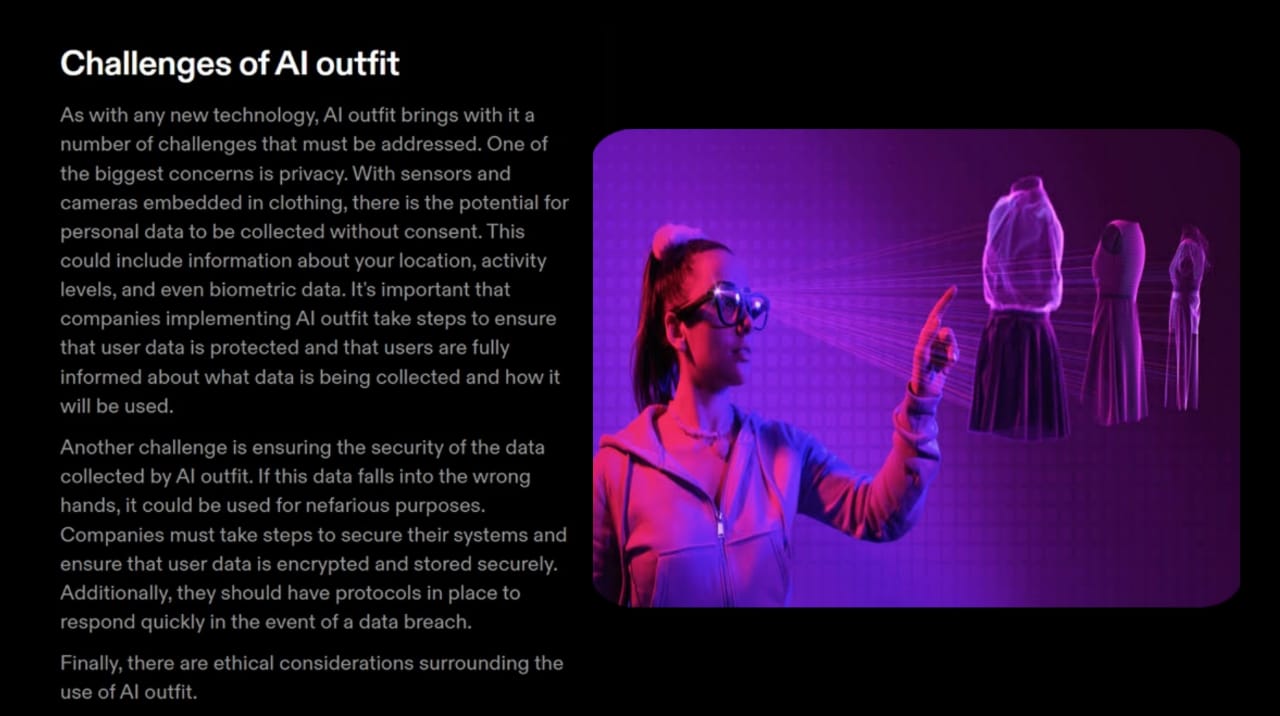 Challenges of AI outfit
As with any new technology, AI outfit brings with it a
number of challenges that must be addressed. One of
the biggest concerns is privacy. With sensors and
cameras embedded in clothing, there is the potential for
personal data to be collected without consent. This
could include information about your location, activity
levels, and even biometric data. It's important that
companies implementing AI outfit take steps to ensure
that user data is protected and that users are fully
informed about what data is being collected and how it
will be used.
Another challenge is ensuring the security of the data
collected by AI outfit. If this data falls into the wrong
hands, it could be used for nefarious purposes.
Companies must take steps to secure their systems and
ensure that user data is encrypted and stored securely.
Additionally, they should have protocols in place to
respond quickly in the event of a data breach.
Finally, there are ethical considerations surrounding the
use of AI outfit.